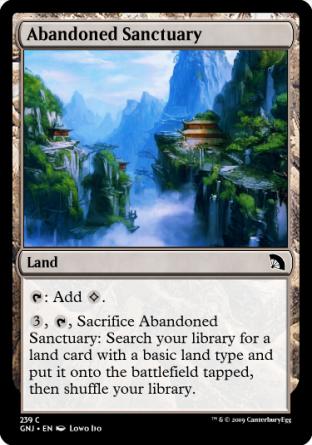 Abandoned Sanctuary
Land
: Add .
3, , Sacrifice Abandoned
Sanctuary: Search your library for a
land card with a basic land type and
put it onto the battlefield tapped,
then shuffle your library.
239 C
GNJ • EN Lowo Iro
™ & © 2019 CanterburyEgg